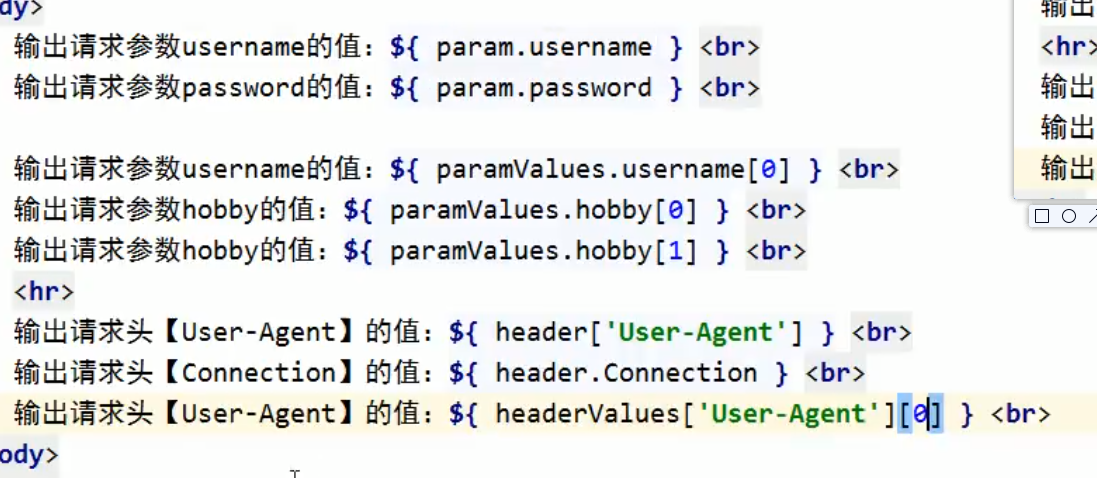 dy>
输出请求参数username的值：${ param.username } <br>
输出请求参数password的值：${ param.password } <br>
输出请求参数username的值：${ paramValues.username[0] } <br>
输出请求参数hobby的值：${ paramValues.hobby[0] } <br>
输出请求参数hobby的值：${ paramValues.hobby[1] } <br>
<hr>
输出请求头【User-Agent】的值：${ header['User-Agent'] } <br>
输出请求头【Connection】的值：${ header.Connection } <br>
输出请求头【User-Agent】的值：${ headerValues['User-Agent'][0] } <br>
ody>
输出
<hr>
输出
输出
输出